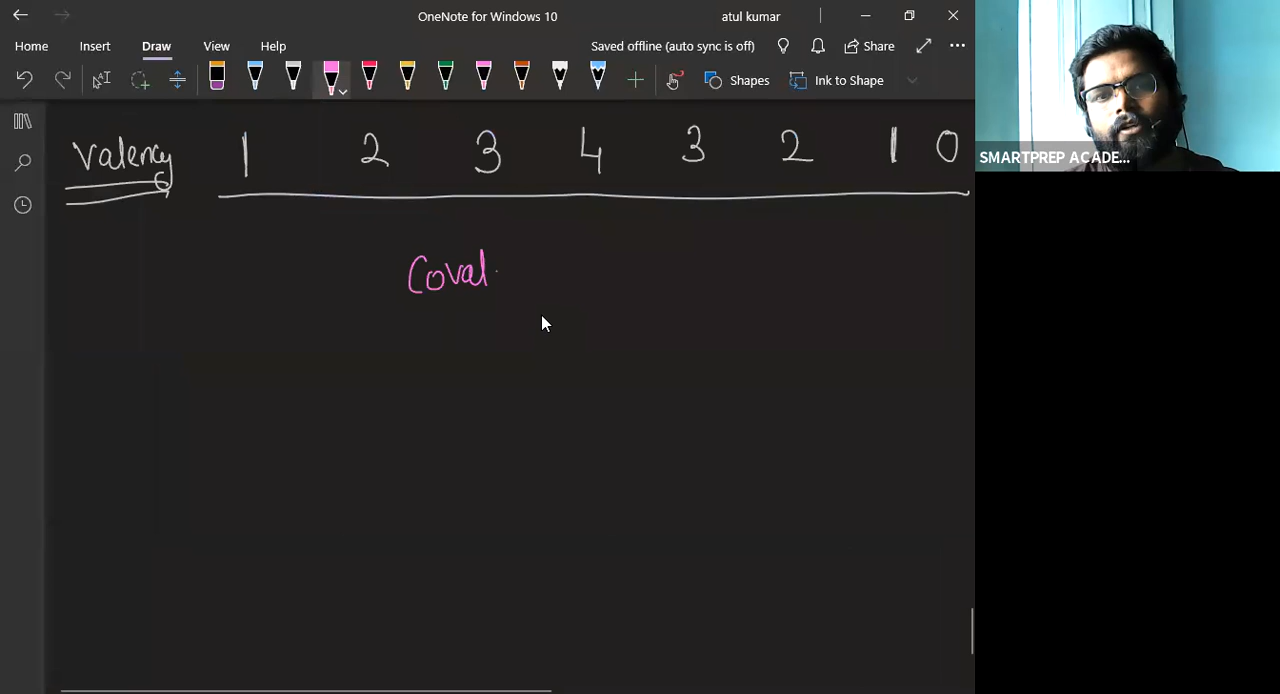 OneNote for Windows 10
atul kumar
Home Insert Draw View Help
Saved offline (auto sync is off)
Share
Shapes
Ink to Shape
Valency 1 2 3 4 3 2 1 0
SMARTPREP ACADE...
Coval